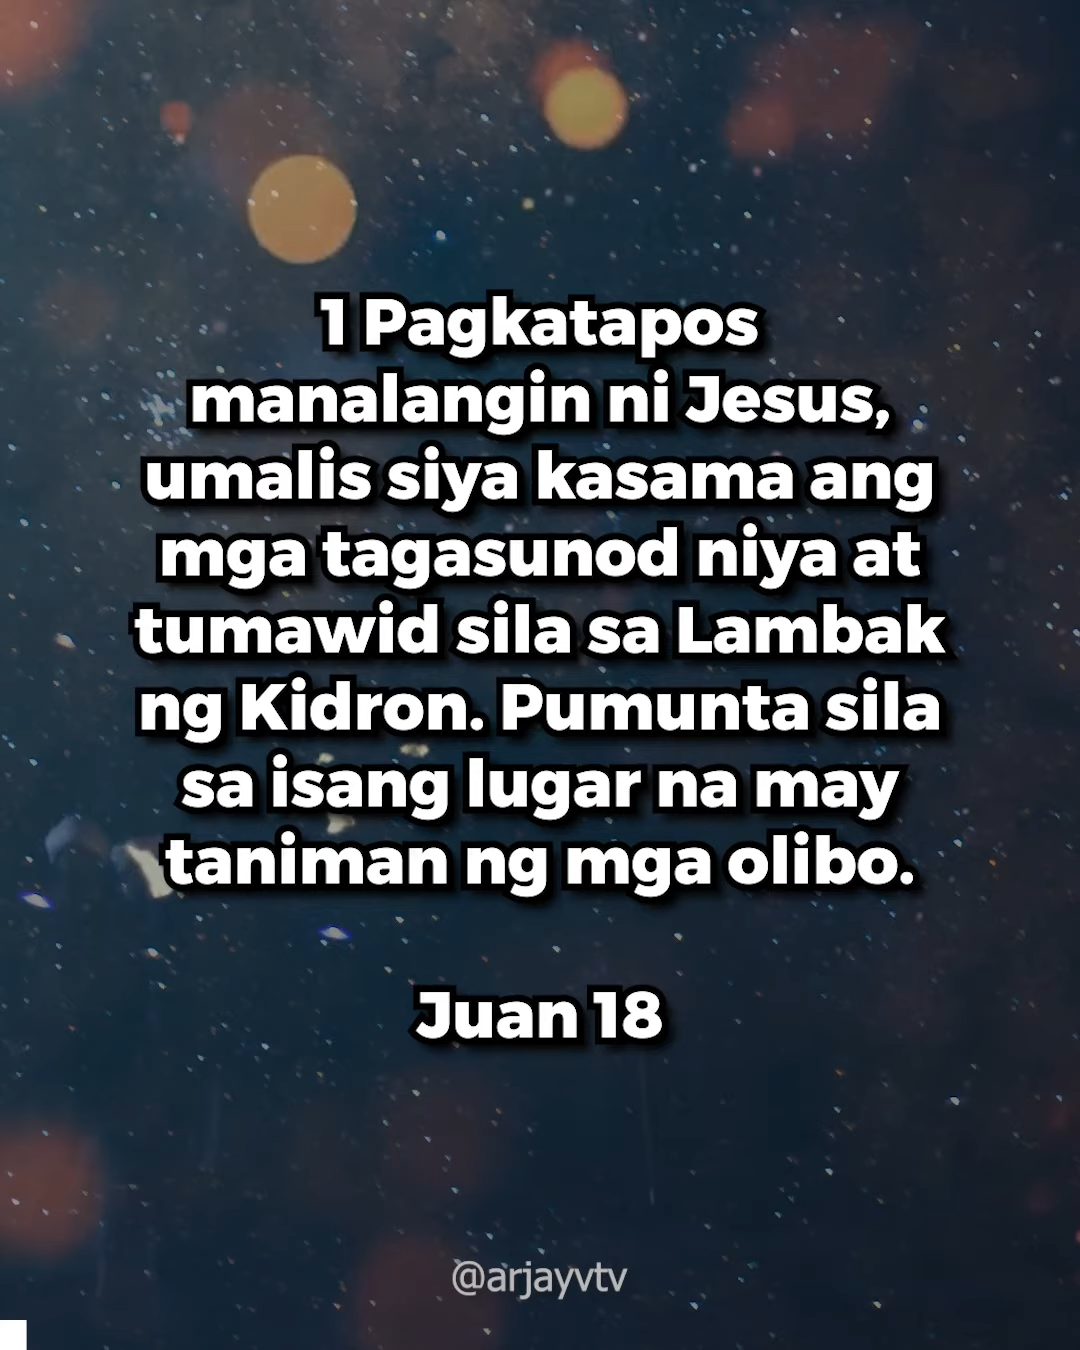 1 Pagkatapos
manalangin ni Jesus,
umalis siya kasama ang
mga tagasunod niya at
tumawid sila sa Lambak
ng Kidron. Pumunta sila
sa isang lugar na may
taniman ng mga olibo.
Juan 18
@arjayvtv